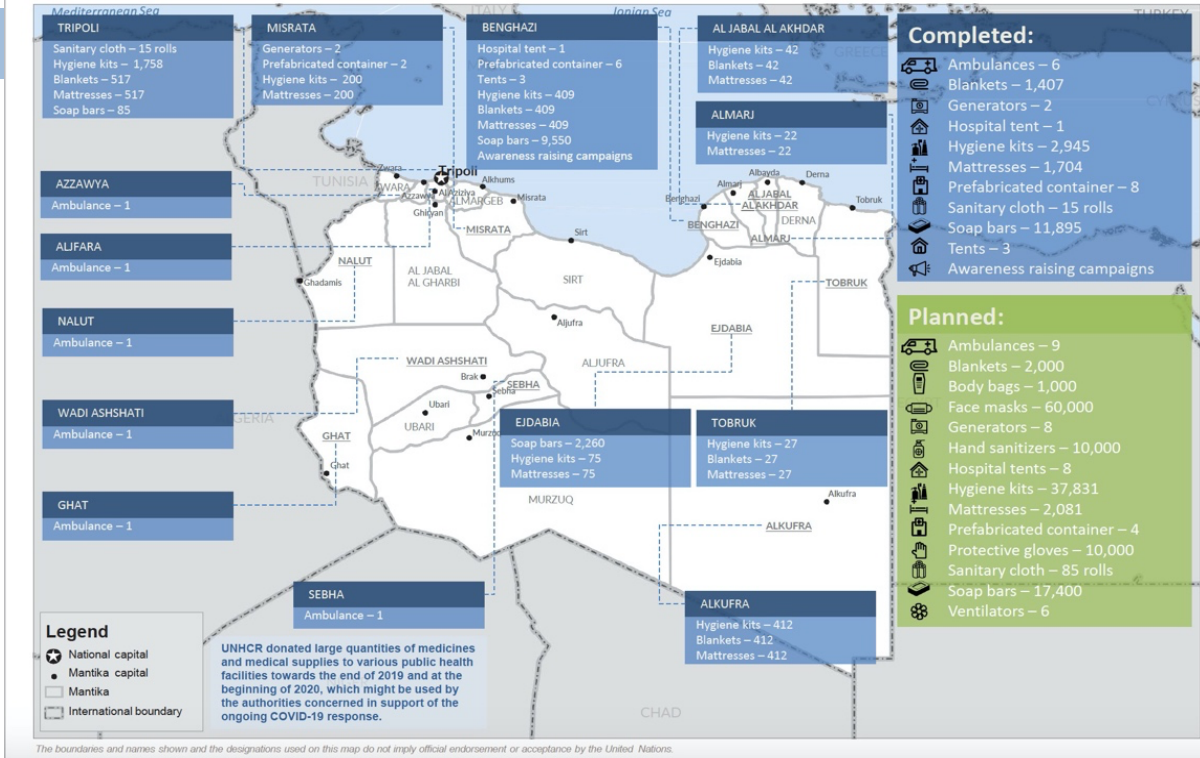 Mediterranean Sea
ITALY
Ionian Sea
TURKEY
GREECE
TRIPOLI
Sanitary cloth – 15 rolls
Hygiene kits – 1,758
Blankets – 517
Mattresses – 517
Soap bars – 85
MISRATA
Generators – 2
Prefabricated container – 2
Hygiene kits – 200
Mattresses – 200
BENGHAZI
Hospital tent – 1
Prefabricated container – 6
Tents – 3
Hygiene kits – 409
Blankets – 409
Mattresses – 409
Soap bars – 9,550
Awareness raising campaigns
AL JABAL AL AKHDAR
Hygiene kits – 42
Blankets – 42
Mattresses – 42
ALMARJ
Hygiene kits – 22
Mattresses – 22
Completed:
Ambulances – 6
Blankets – 1,407
Generators – 2
Hospital tent – 1
Hygiene kits – 2,945
Mattresses – 1,704
Prefabricated container – 8
Sanitary cloth – 15 rolls
Soap bars – 11,895
Tents – 3
Awareness raising campaigns
Planned:
Ambulances – 9
Blankets – 2,000
Body bags – 1,000
Face masks – 60,000
Generators – 8
Hand sanitizers – 10,000
Hospital tents – 8
Hygiene kits – 37,831
Mattresses – 2,081
Prefabricated container – 4
Protective gloves – 10,000
Sanitary cloth – 85 rolls
Soap bars – 17,400
Ventilators – 6
AZZAWYA
Ambulance – 1
ALJFARA
Ambulance – 1
NALUT
Ambulance – 1
WADI ASHSHATI
Ambulance – 1
GHAT
Ambulance – 1
SEBHA
Ambulance – 1
EJDABIA
Soap bars – 2,260
Hygiene kits – 75
Mattresses – 75
TOBRUK
Hygiene kits – 27
Blankets – 27
Mattresses – 27
ALKUFRA
Hygiene kits – 412
Blankets – 412
Mattresses – 412
TUNISIA
Zwara
Tripoli
Azzawya
Al Aziziya
Alkhums
ALMARGEB
Misrata
Ghiryan
MISRATA
Sirt
NALUT
Ghadamis
AL JABAL
AL GHARBI
SIRT
Aljufra
ALJUFRA
WADI ASHSHATI
Brak
SEBHA
Sebha
Ubari
UBARI
GHAT
Ghat
MURZUQ
Benghazi
Almarj
Albayda
Derna
AL JABAL
AL AKHDAR
DERNA
Tobruk
BENGHAZI
ALMARJ
Ejdabia
TOBRUK
EJDABIA
Alkufra
ALKUFRA
CHAD
Legend
National capital
Mantika capital
Mantika
International boundary
UNHCR donated large quantities of medicines
and medical supplies to various public health
facilities towards the end of 2019 and at the
beginning of 2020, which might be used by
the authorities concerned in support of the
ongoing COVID-19 response.
The boundaries and names shown and the designations used on this map do not imply official endorsement or acceptance by the United Nations.